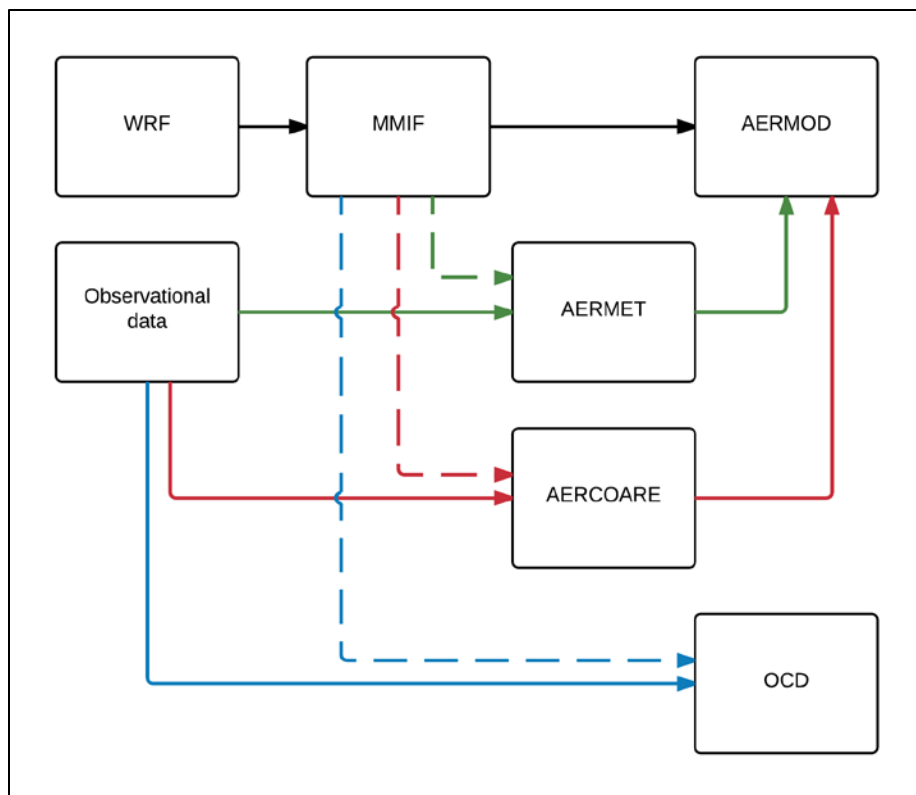 WRF
MMIF
AERMOD
Observational
data
AERMET
AERCOARE
OCD